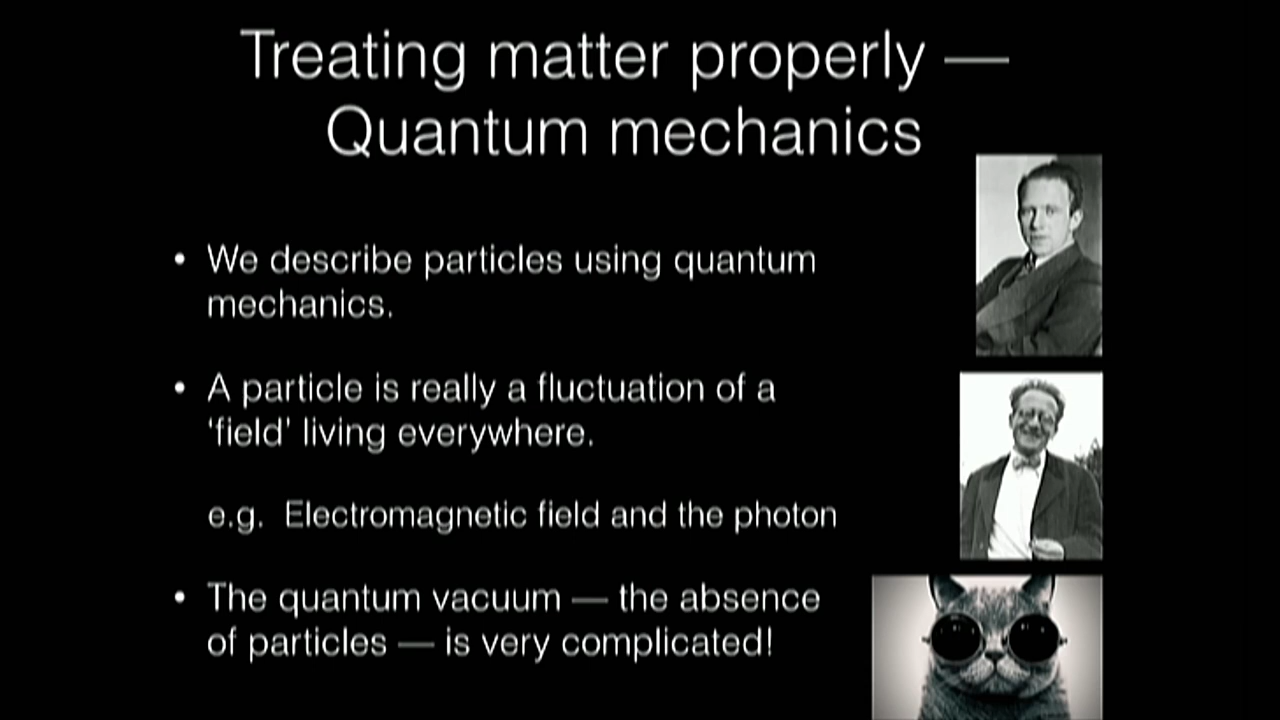 Treating matter properly —
Quantum mechanics
• We describe particles using quantum
mechanics.
• A particle is really a fluctuation of a
‘field’ living everywhere.
e.g. Electromagnetic field and the photon
• The quantum vacuum — the absence
of particles — is very complicated!